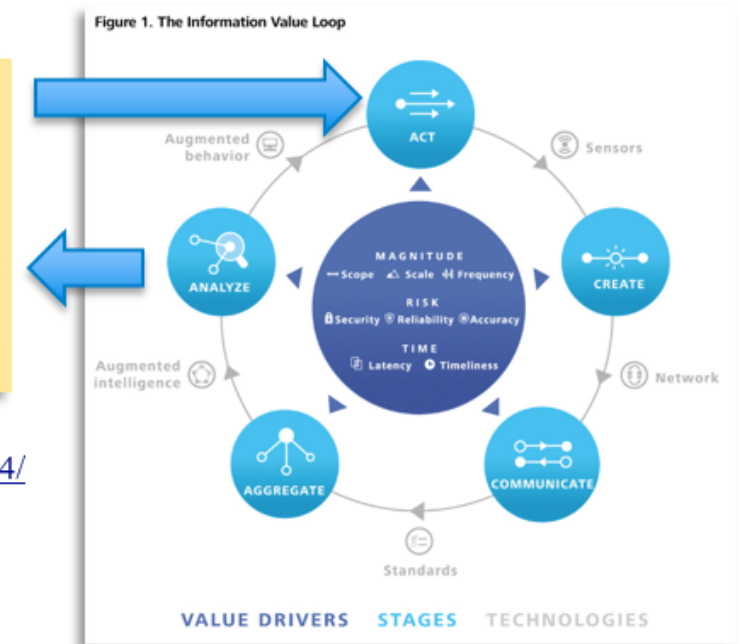 Figure 1. The Information Value Loop
ACT
Augmented
behavior
Sensors
ANALYZE
CREATE
MAGNITUDE
Scope Scale Frequency
RISK
Security Reliability Accuracy
TIME
Latency Timeliness
Augmented
intelligence
Network
4/
AGGREGATE
COMMUNICATE
Standards
VALUE DRIVERS STAGES TECHNOLOGIES